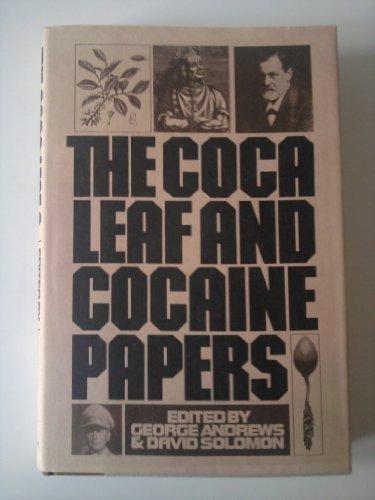 THE COCA
LEAF AND
COCAINE
PAPERS
EDITED BY
GEORGE ANDREWS
& DAVID SOLOMON